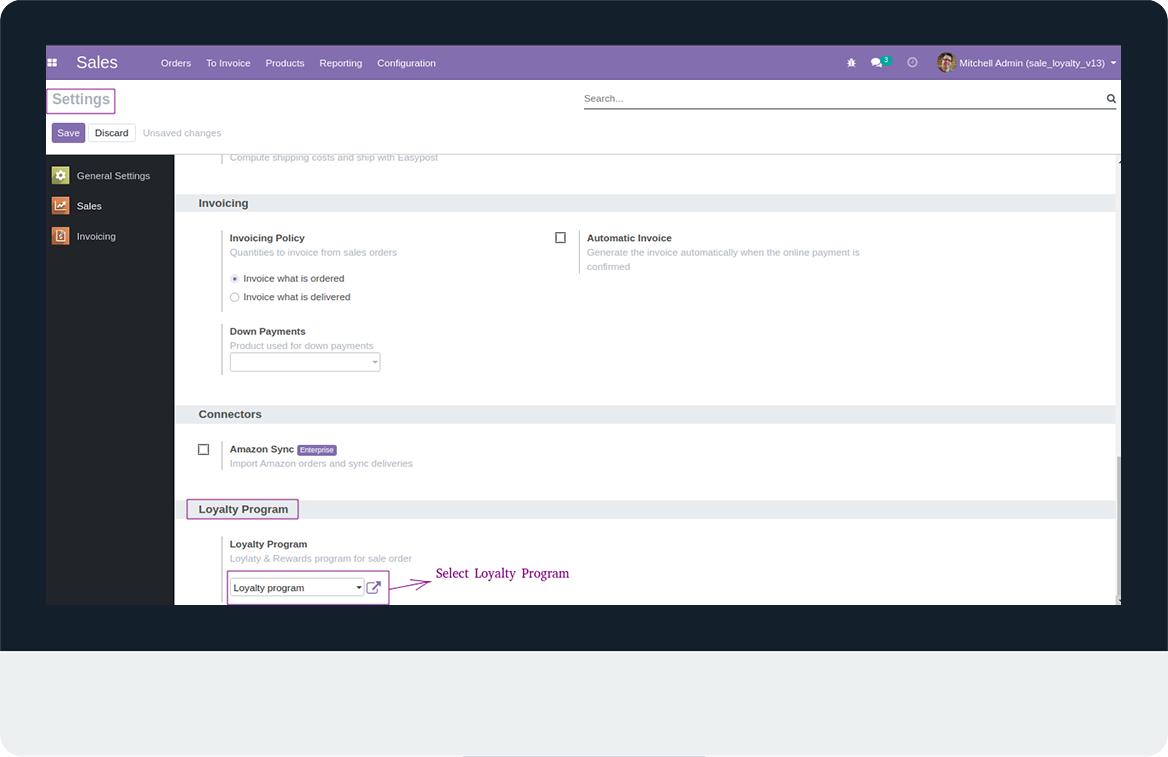 Sales Orders To Invoice Products Reporting Configuration 3 Mitchell Admin (sale_loyalty_v13)
Settings Search...
Save Discard Unsaved changes
General Settings
Sales
Invoicing
Compute shipping costs and ship with Easypost
Invoicing
Invoicing Policy
Quantities to invoice from sales orders
Invoice what is ordered
Invoice what is delivered
Automatic Invoice
Generate the invoice automatically when the online payment is
confirmed
Down Payments
Product used for down payments
Connectors
Amazon Sync Enterprise
Import Amazon orders and sync deliveries
Loyalty Program
Loyalty Program
Loylaty & Rewards program for sale order
Loyalty program
Select Loyalty Program